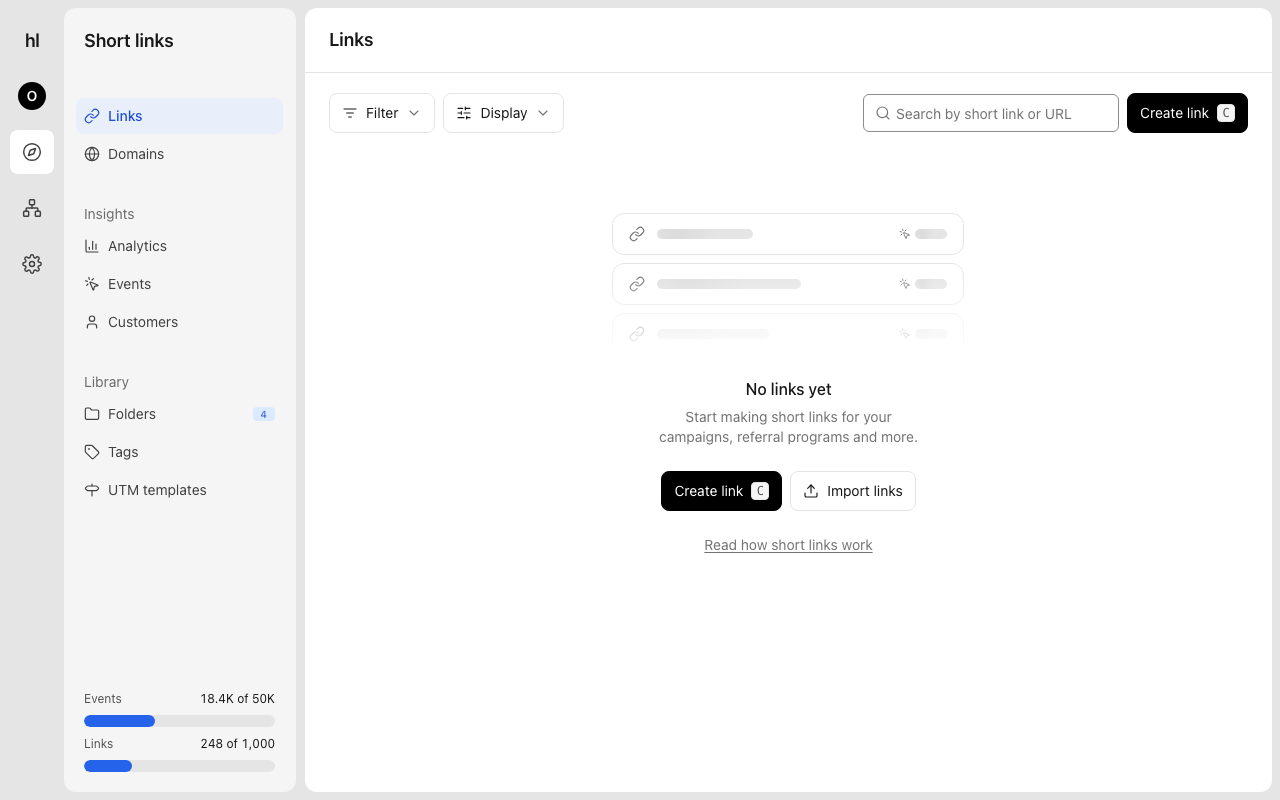 hl
O
Short links
Links
Domains
Insights
Analytics
Events
Customers
Library
Folders 4
Tags
UTM templates
Events 18.4K of 50K
Links 248 of 1,000
Links
Filter
Display
Search by short link or URL
Create link C
No links yet
Start making short links for your
campaigns, referral programs and more.
Create link C
Import links
Read how short links work